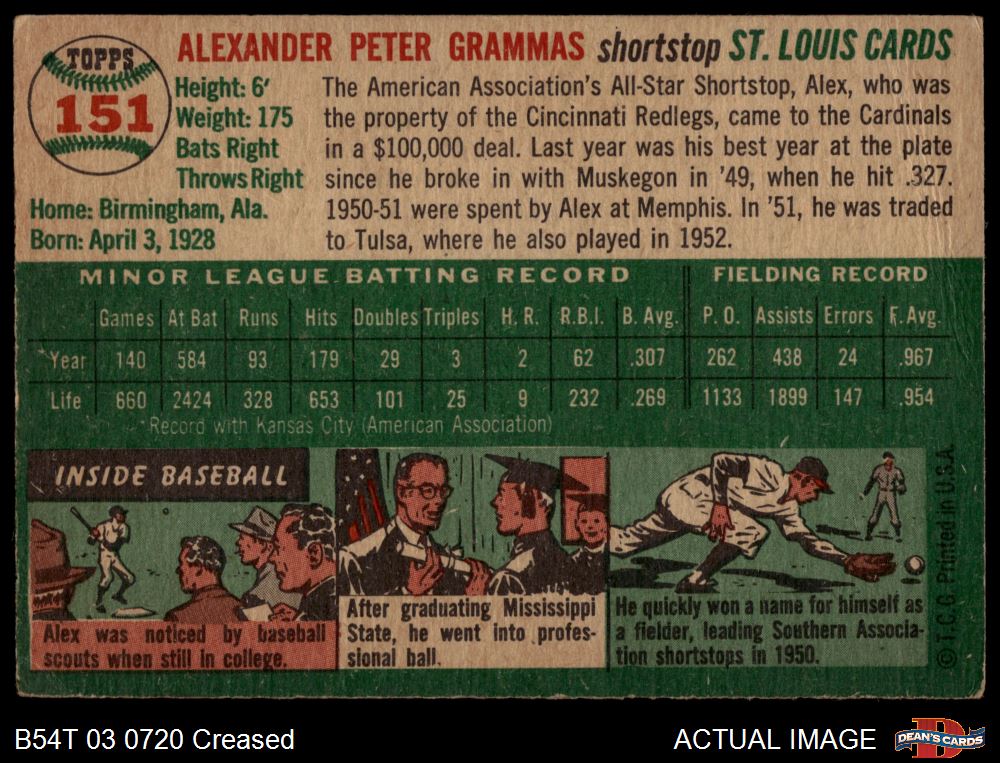 TOPPS
151
ALEXANDER PETER GRAMMAS shortstop ST. LOUIS CARDS
Height: 6'
Weight: 175
Bats Right
Throws Right
Home: Birmingham, Ala.
Born: April 3, 1928
The American Association's All-Star Shortstop, Alex, who was
the property of the Cincinnati Redlegs, came to the Cardinals
in a $100,000 deal. Last year was his best year at the plate
since he broke in with Muskegon in '49, when he hit .327.
1950-51 were spent by Alex at Memphis. In '51, he was traded
to Tulsa, where he also played in 1952.
MINOR LEAGUE BATTING RECORD FIELDING RECORD
Games At Bat Runs Hits Doubles Triples H. R. R.B.I. B. Avg. P. O. Assists Errors F. Avg.
*Year 140 584 93 179 29 3 2 62 .307 262 438 24 .967
Life 660 2424 328 653 101 25 9 232 .269 1133 1899 147 .954
*Record with Kansas City (American Association)
INSIDE BASEBALL
Alex was noticed by baseball
scouts when still in college.
After graduating Mississippi
State, he went into profes-
sional ball.
He quickly won a name for himself as
a fielder, leading Southern Associa-
tion shortstops in 1950.
© T. C. G. Printed in U.S.A.
B54T 03 0720 Creased
ACTUAL IMAGE
DEAN'S CARDS